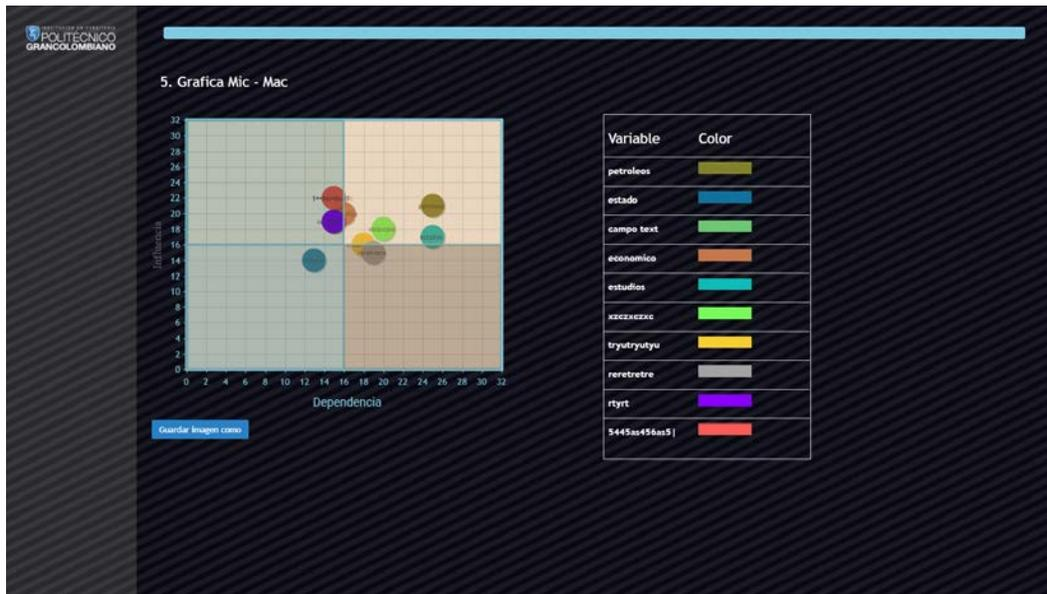 INSTITUCIÓN UNIVERSITARIA
POLITÉCNICO
GRANCOLOMBIANO
5. Grafica Mic - Mac
32
30
28
26
24
22
20
18
16
14
12
10
8
6
4
2
0
Influencia
0 2 4 6 8 10 12 14 16 18 20 22 24 26 28 30 32
Dependencia
Guardar imagen como
Variable Color
petroleos
estado
campo text
economico
estudios
xzczxczxc
tryutryutyu
reretretre
rtyrt
5445as456as5|